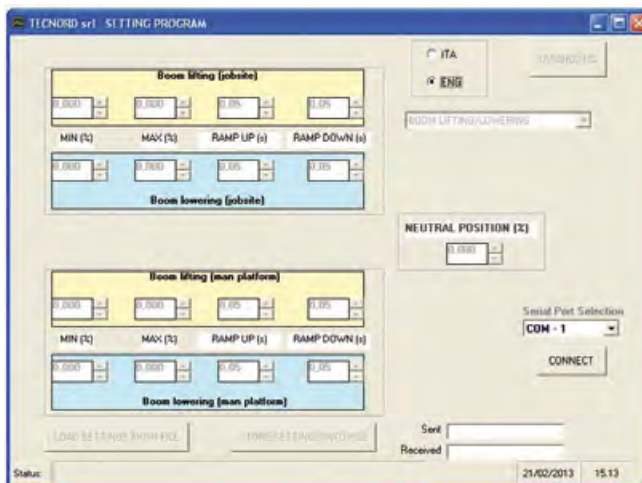 TECNORD srl SETTING PROGRAM
Boom lifting (jobsite)
0,000 0,000 0,05 0,05
MIN (%) MAX (%) RAMP UP (s) RAMP DOWN (s)
0,000 0,000 0,05 0,05
Boom lowering (jobsite)
ITA
ENG
DIAGNOSTIC
BOOM LIFTING/LOWERING
NEUTRAL POSITION (%)
0,000
Boom lifting (man platform)
0,000 0,000 0,05 0,05
MIN (%) MAX (%) RAMP UP (s) RAMP DOWN (s)
0,000 0,000 0,05 0,05
Boom lowering (man platform)
Serial Port Selection
COM - 1
CONNECT
LOAD SETTINGS FROM FILE
Sent
Received
Status:
21/02/2013 15.13